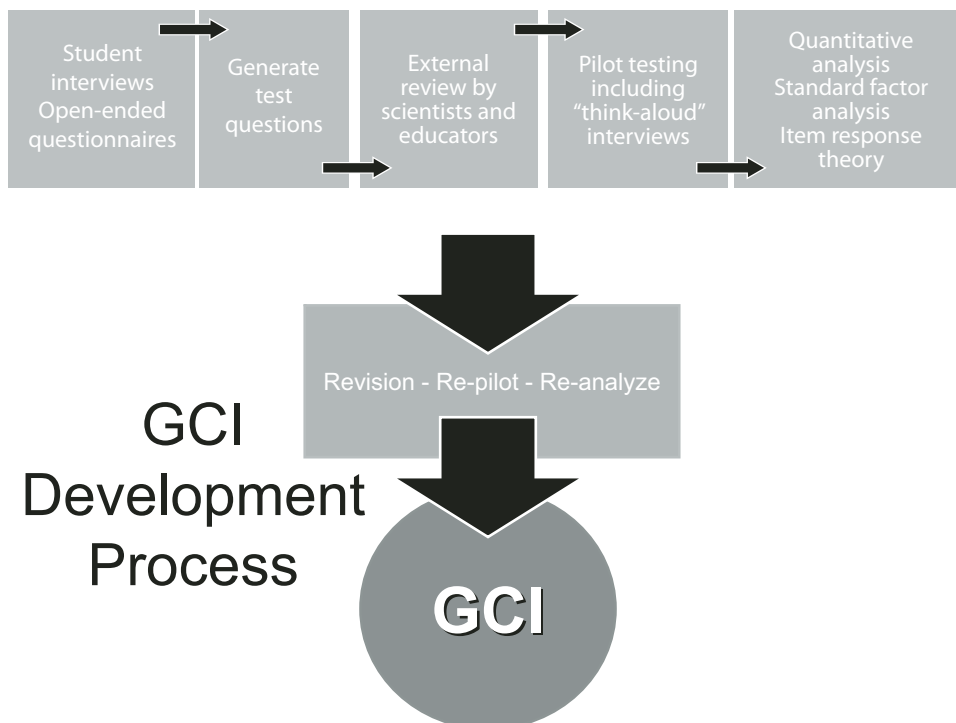 Student
interviews
Open-ended
questionnaires
Generate
test
questions
External
review by
scientists and
educators
Pilot testing
including
“think-aloud”
interviews
Quantitative
analysis
Standard factor
analysis
Item response
theory
Revision - Re-pilot - Re-analyze
GCI
Development
Process
GCI